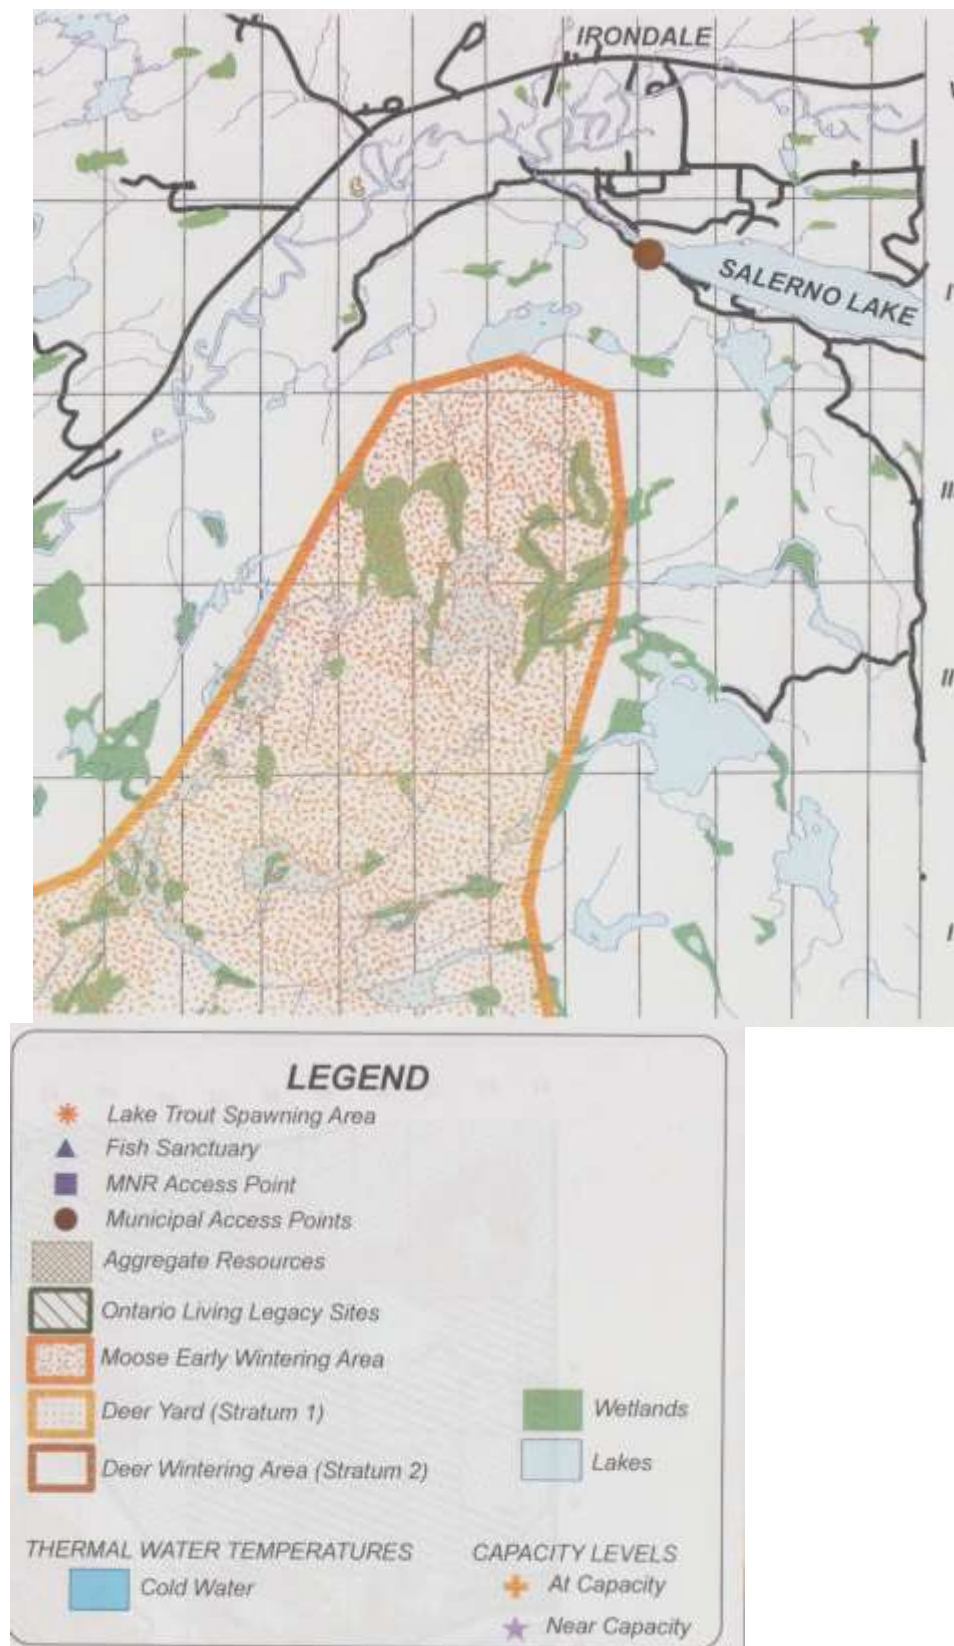 IRONDALE
SALERNO LAKE
I
III
II
I
LEGEND
Lake Trout Spawning Area
Fish Sanctuary
MNR Access Point
Municipal Access Points
Aggregate Resources
Ontario Living Legacy Sites
Moose Early Wintering Area
Deer Yard (Stratum 1)
Deer Wintering Area (Stratum 2)
Wetlands
Lakes
THERMAL WATER TEMPERATURES
Cold Water
CAPACITY LEVELS
At Capacity
Near Capacity